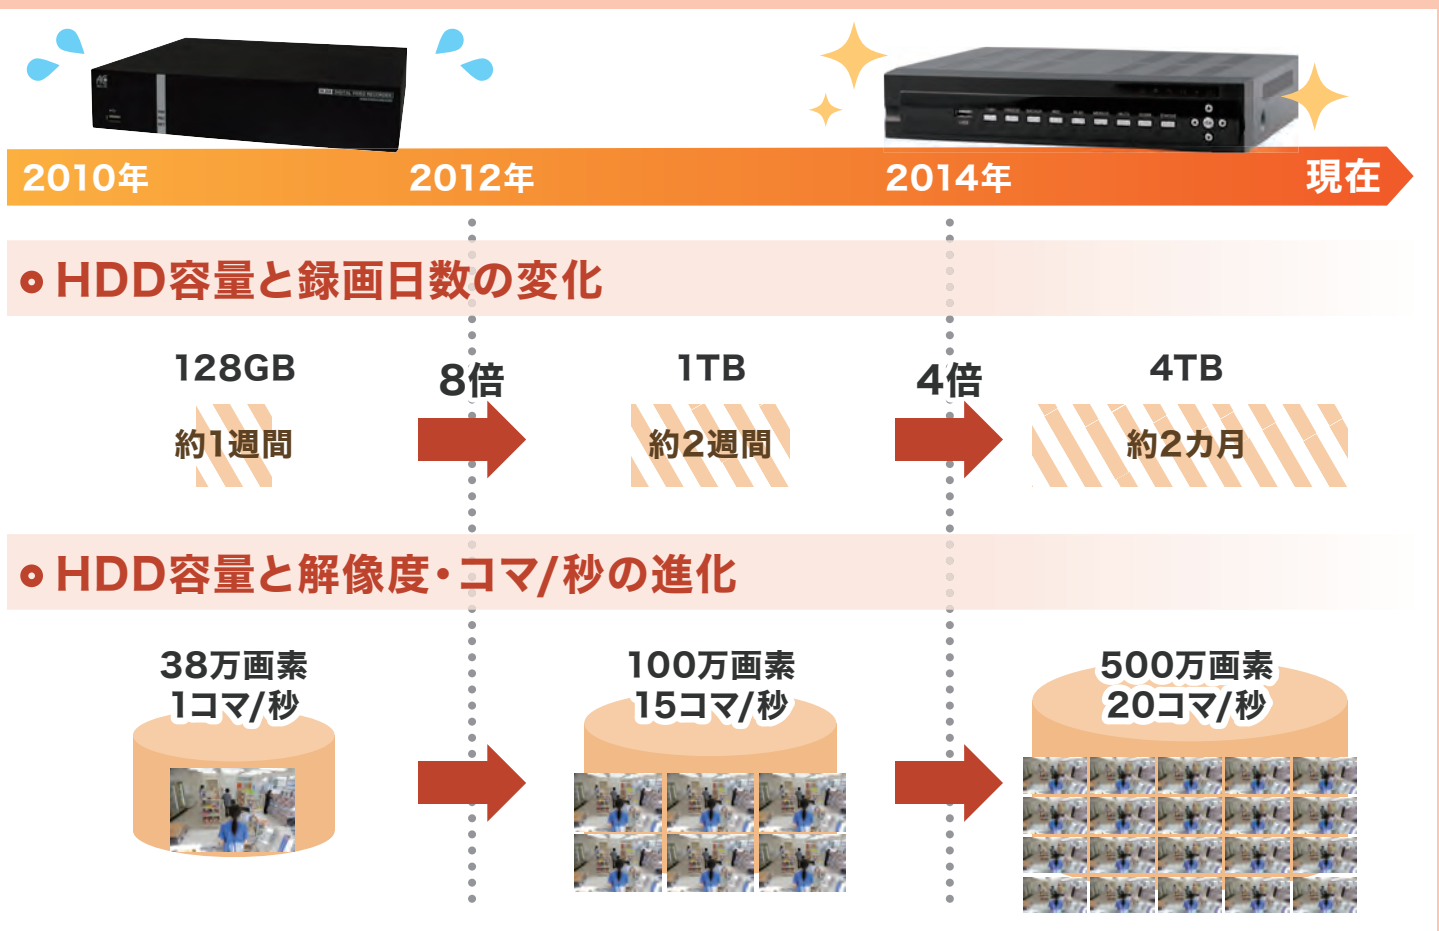 2010年
2012年
2014年
現在
HDD容量と録画日数の変化
128GB
8倍
1TB
4倍
4TB
約1週間
約2週間
約2カ月
HDD容量と解像度・コマ/秒の進化
38万画素
1コマ/秒
100万画素
15コマ/秒
500万画素
20コマ/秒